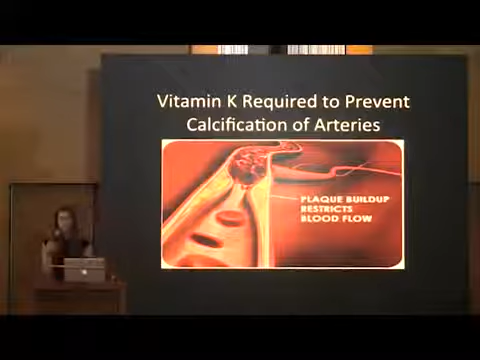 Vitamin K Required to Prevent
Calcification of Arteries
PLAQUE BUILDUP
RESTRICTS
BLOOD FLOW